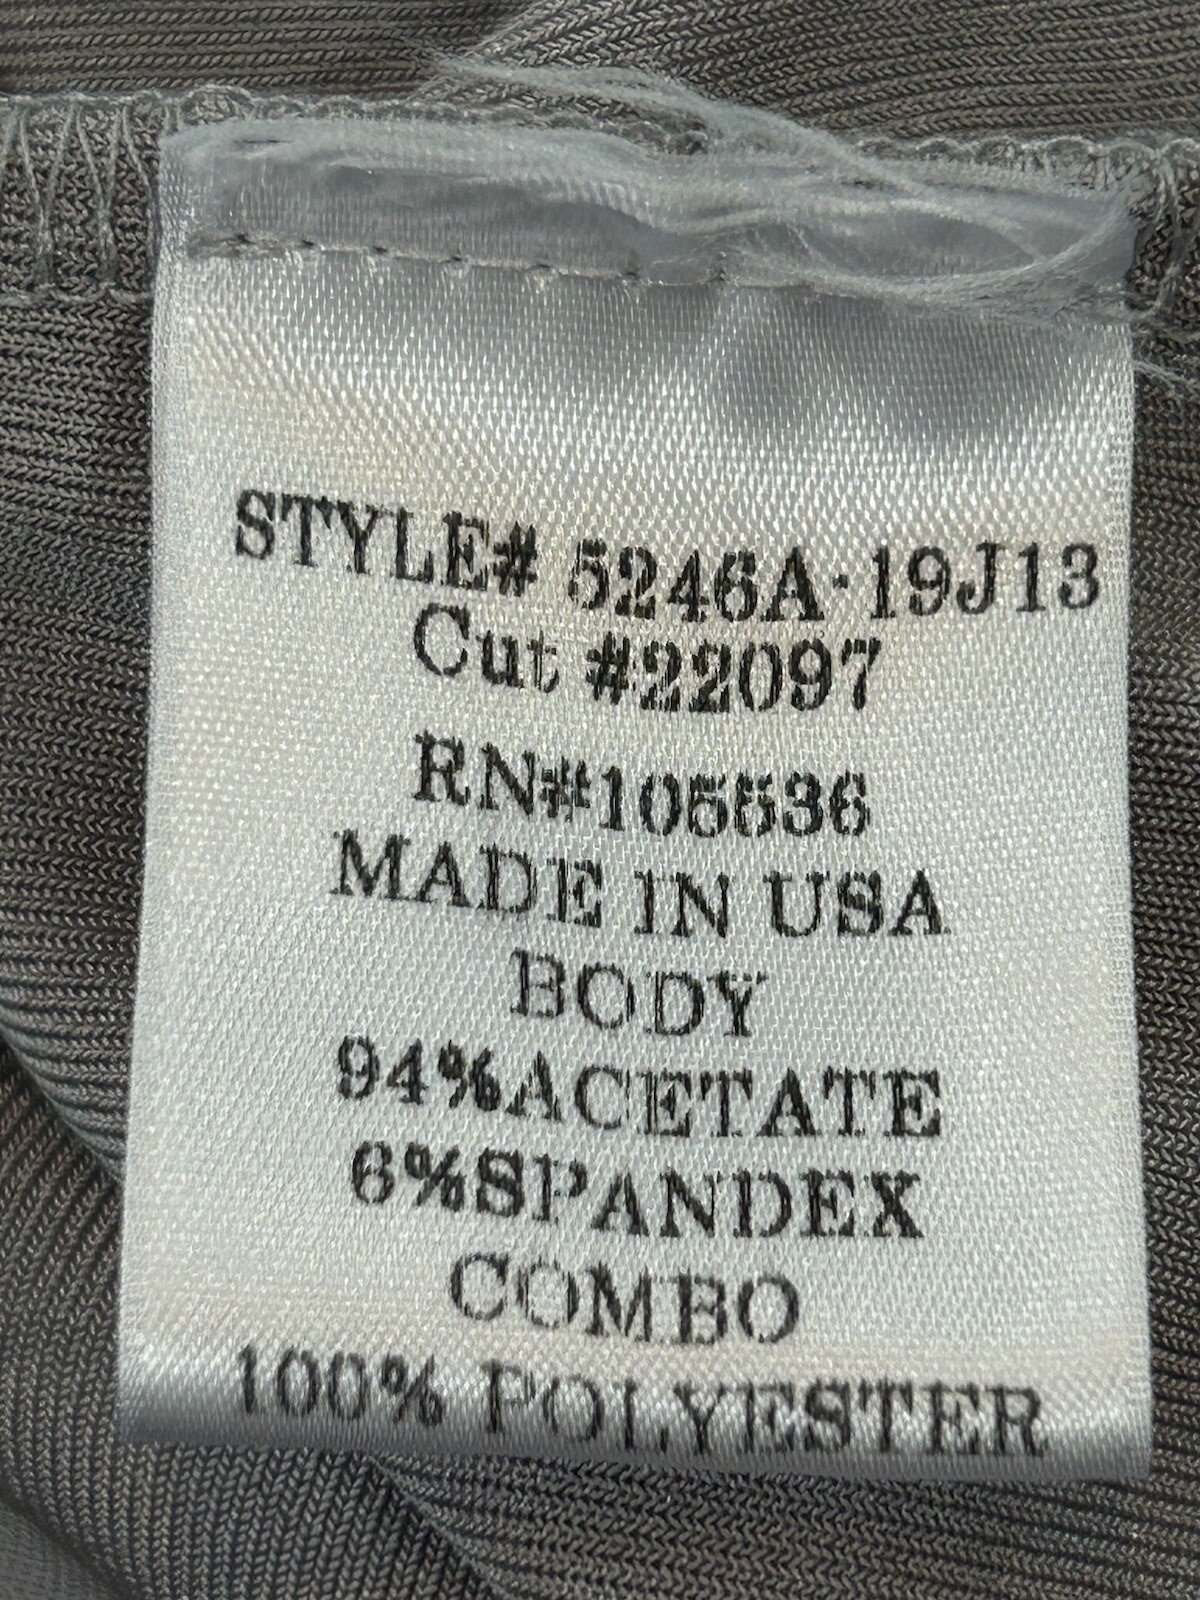 STYLE# 5246A·19J13
Cut #22097
RN#105536
MADE IN USA
BODY
94%ACETATE
6%SPANDEX
COMBO
100% POLYESTER